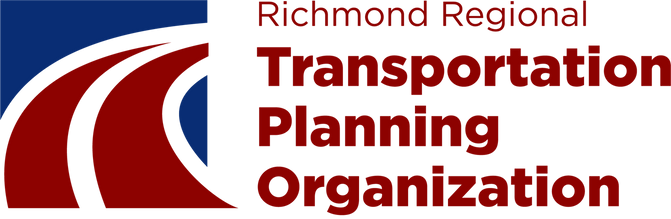 Richmond Regional
Transportation
Planning
Organization